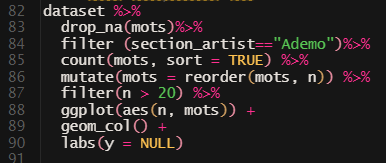 82 dataset %>%
83 drop_na(mots)%>%
84 filter (section_artist=="Ademo")%>%
85 count(mots, sort = TRUE) %>%
86 mutate(mots = reorder(mots, n)) %>%
87 filter(n > 20) %>%
88 ggplot(aes(n, mots)) +
89 geom_col() +
90 labs(y = NULL)
91